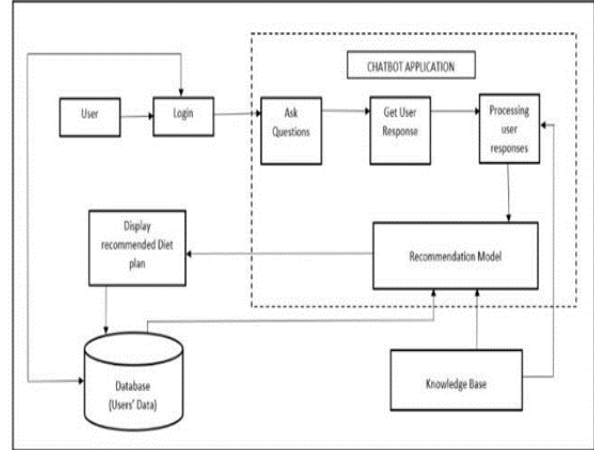 CHATBOT APPLICATION
User
Login
Ask
Questions
Get User
Response
Processing
user
responses
Display
recommended Diet
plan
Recommendation Model
Database
(Users' Data)
Knowledge Base